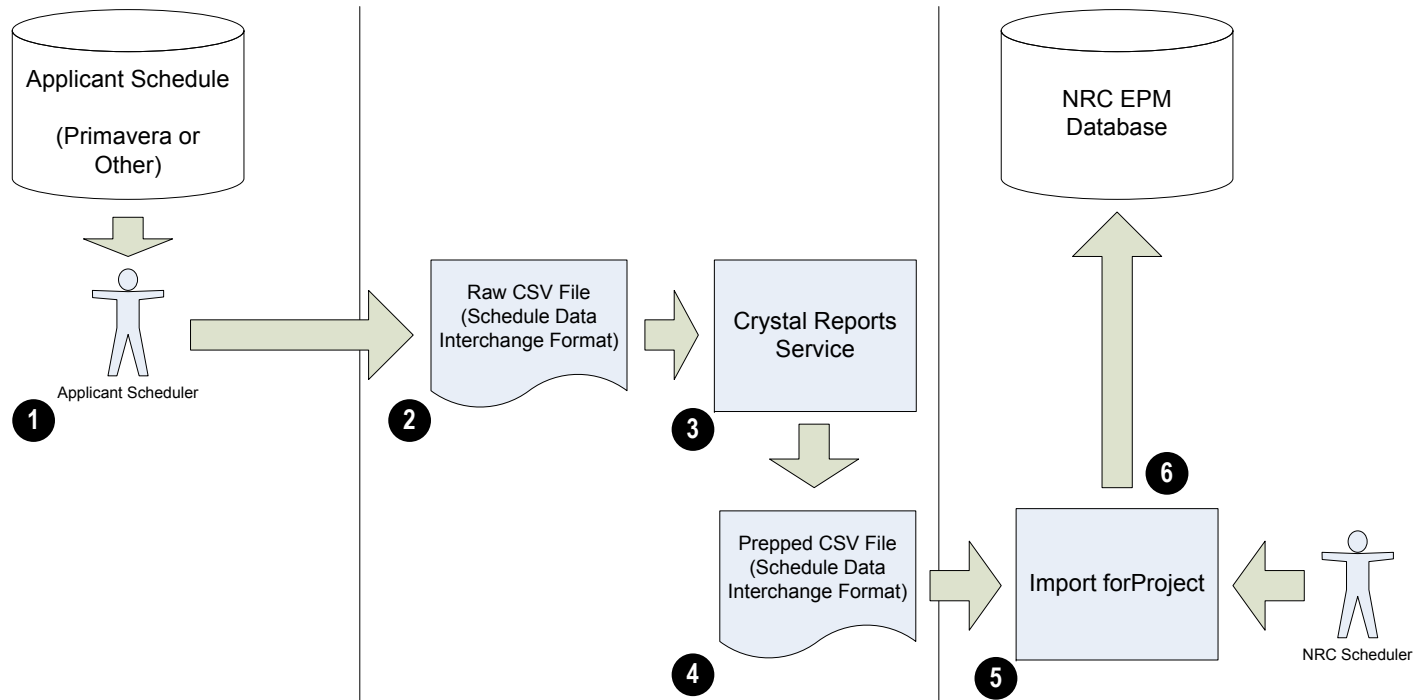 Applicant Schedule
(Primavera or
Other)
Applicant Scheduler
1
Raw CSV File
(Schedule Data
Interchange Format)
2
Crystal Reports
Service
3
Prepped CSV File
(Schedule Data
Interchange Format)
4
NRC EPM
Database
6
Import forProject
5
NRC Scheduler